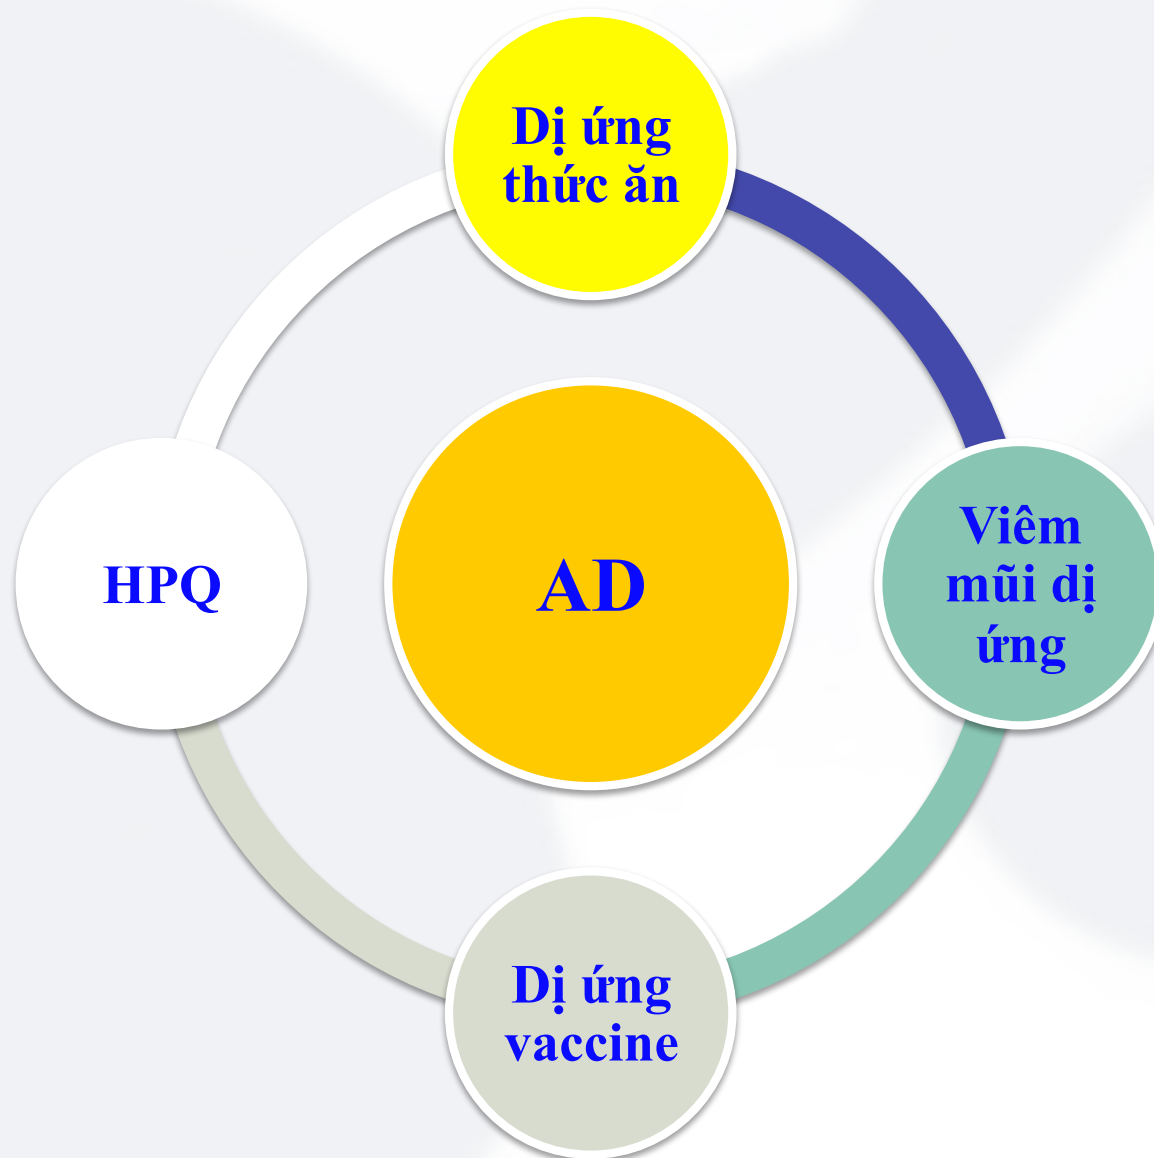 Dị ứng
thức ăn
HPQ
AD
Viêm
mũi dị
ứng
Dị ứng
vaccine